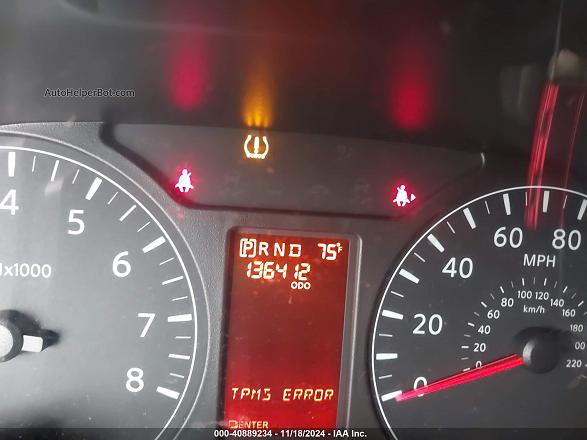 AutoHelperBot.com
P R N D 75°F
136412
ODO
4 5 6 7 8
x1000
TPMS ERROR
ENTER
0 20 40 60 80
MPH
0 20 40 60 80 100 120 140 160 180 200 220
km/h
000-40889234 - 11/18/2024 - IAA Inc.